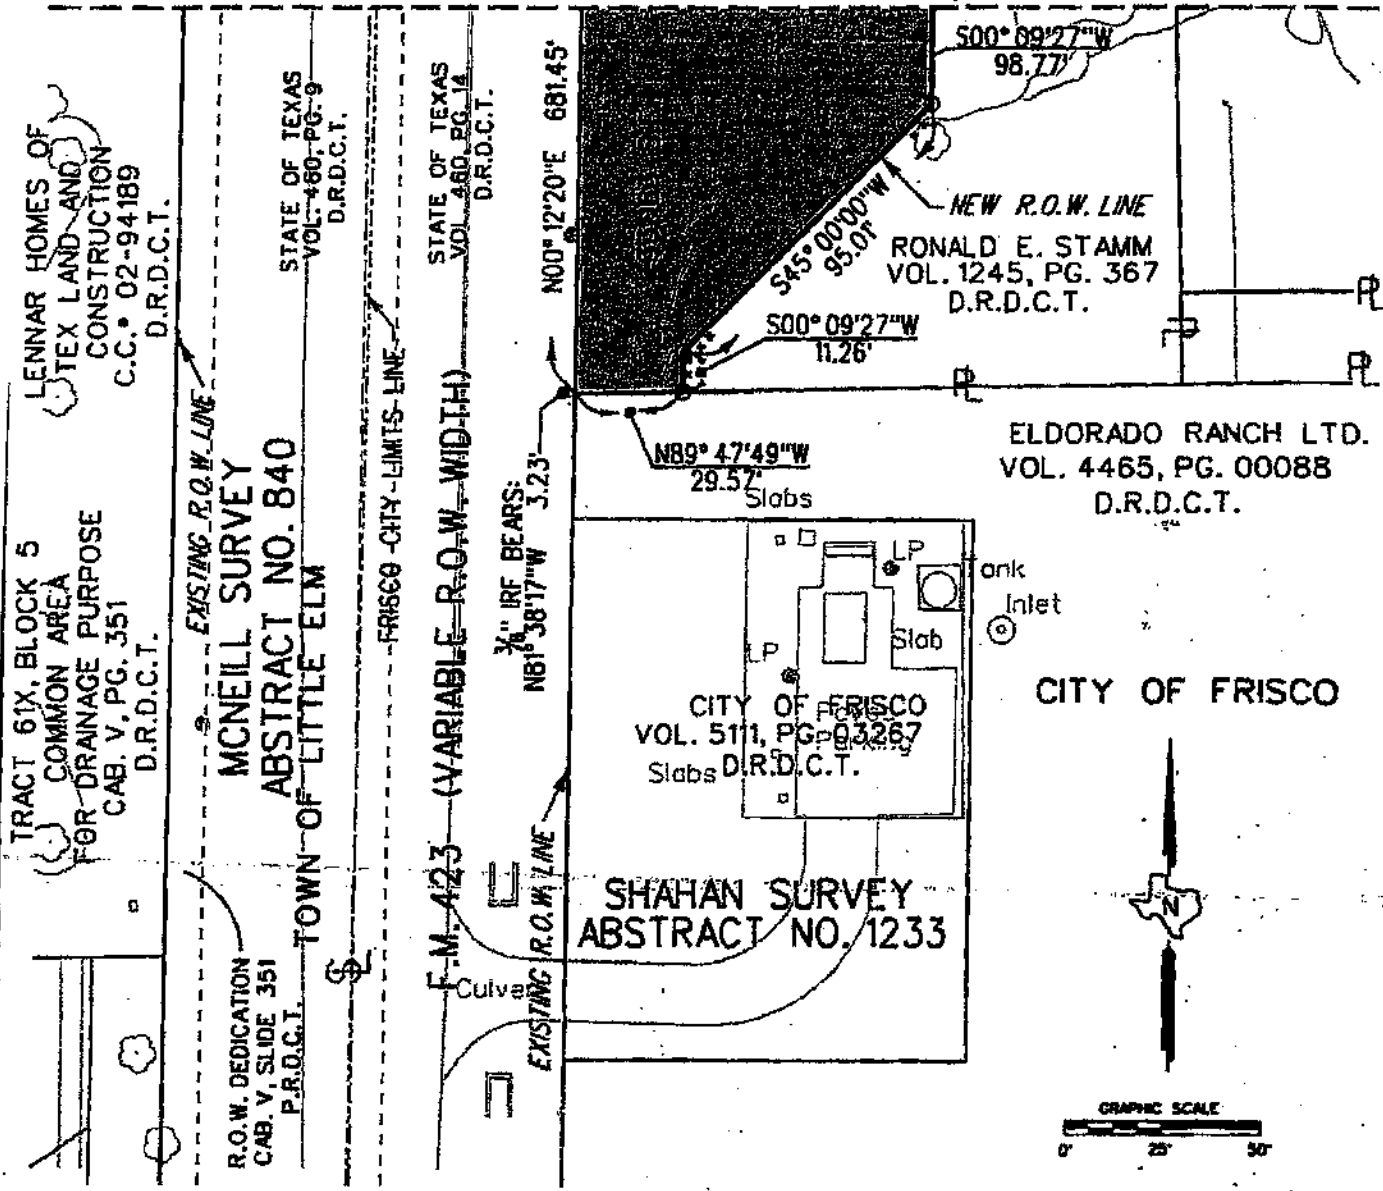 LENNAR HOMES OF
TEX LAND AND
CONSTRUCTION
C.C.# 02-94189
D.R.D.C.T.
TRACT 61X, BLOCK 5
COMMON AREA
FOR DRAINAGE PURPOSE
CAB. V, PG. 351
D.R.D.C.T.
EXISTING R.O.W. LINE
MCNEILL SURVEY
ABSTRACT NO. 840
TOWN OF LITTLE ELM
R.O.W. DEDICATION
CAB. V, SLIDE 351
P.R.D.C.T.
STATE OF TEXAS
VOL. 460, PG. 9
D.R.D.C.T.
FRISCO CITY LIMITS LINE
STATE OF TEXAS
VOL. 460, PG. 14
D.R.D.C.T.
F.M. 423 (VARIABLE R.O.W. WIDTH)
N00° 12'20"E 681.45'
IRF BEARS:
N81° 38'17"W 3.23'
EXISTING R.O.W. LINE
S00° 09'27"W
98.77'
S45° 00'00"W
95.01'
NEW R.O.W. LINE
RONALD E. STAMM
VOL. 1245, PG. 367
D.R.D.C.T.
S00° 09'27"W
11.26'
PL
PL
PL
N89° 47'49"W
29.57'
ELDORADO RANCH LTD.
VOL. 4465, PG. 00088
D.R.D.C.T.
Slabs
LP
ank
Inlet
Slab
LP
CITY OF FRISCO
VOL. 5111, PG. 03267
D.R.D.C.T.
Slabs
CITY OF FRISCO
SHAHAN SURVEY
ABSTRACT NO. 1233
CL
Culver
N
GRAPHIC SCALE
0' 25' 50'